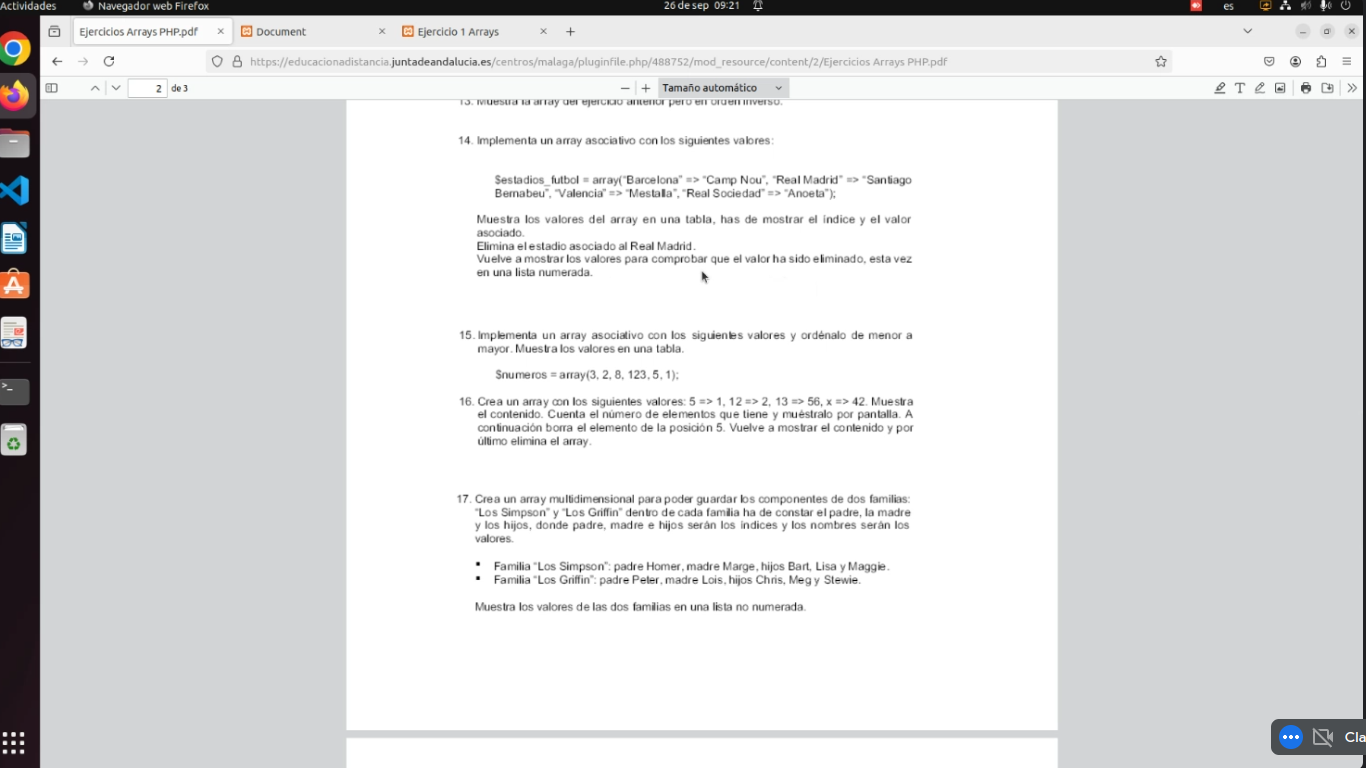 Actividades
Navegador web Firefox
26 de sep 09:21
es
Ejercicios Arrays PHP.pdf
Document
Ejercicio 1 Arrays
https://educacionadistancia.juntadeandalucia.es/centros/malaga/pluginfile.php/488752/mod_resource/content/2/Ejercicios Arrays PHP.pdf
2 de 3
Tamaño automático
13. Muestra la array del ejercicio anterior pero en orden inverso.
14. Implementa un array asociativo con los siguientes valores:
$estadios_futbol = array("Barcelona" => "Camp Nou", "Real Madrid" => "Santiago
Bernabeu", "Valencia" => "Mestalla", "Real Sociedad" => "Anoeta");
Muestra los valores del array en una tabla, has de mostrar el índice y el valor
asociado.
Elimina el estadio asociado al Real Madrid.
Vuelve a mostrar los valores para comprobar que el valor ha sido eliminado, esta vez
en una lista numerada.
15. Implementa un array asociativo con los siguientes valores y ordénalo de menor a
mayor. Muestra los valores en una tabla.
$numeros = array(3, 2, 8, 123, 5, 1);
16. Crea un array con los siguientes valores: 5 => 1, 12 => 2, 13 => 56, x => 42. Muestra
el contenido. Cuenta el número de elementos que tiene y muéstralo por pantalla. A
continuación borra el elemento de la posición 5. Vuelve a mostrar el contenido y por
último elimina el array.
17. Crea un array multidimensional para poder guardar los componentes de dos familias:
"Los Simpson" y "Los Griffin" dentro de cada familia ha de constar el padre, la madre
y los hijos, donde padre, madre e hijos serán los índices y los nombres serán los
valores.
▪ Familia "Los Simpson": padre Homer, madre Marge, hijos Bart, Lisa y Maggie.
▪ Familia "Los Griffin": padre Peter, madre Lois, hijos Chris, Meg y Stewie.
Muestra los valores de las dos familias en una lista no numerada.
Cla